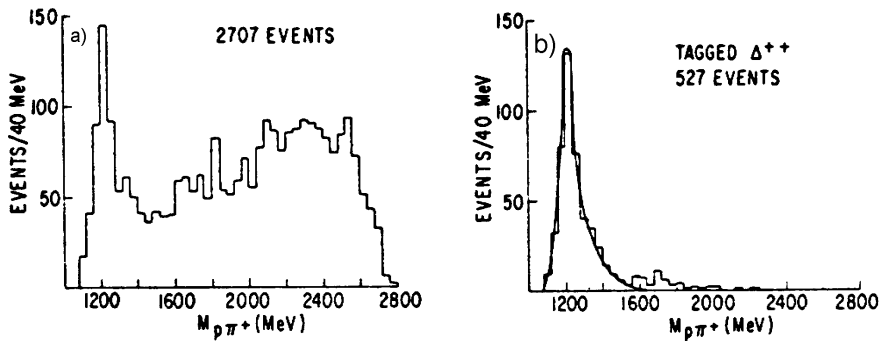 a)
2707 EVENTS
EVENTS/40 MeV
150
100
50
1200 1600 2000 2400 2800
M pπ+ (MeV)
b)
TAGGED Δ++
527 EVENTS
EVENTS/40 MeV
150
100
50
1200 1600 2000 2400 2800
M pπ+ (MeV)